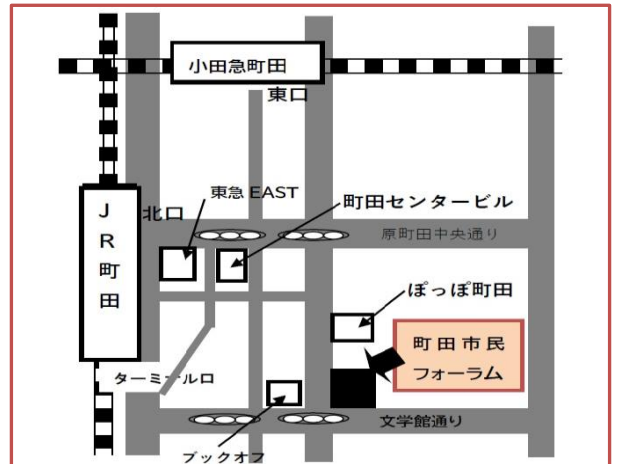 小田急町田
東口
東急 EAST
町田センタービル
北口
JR町田
原町田中央通り
ぽっぽ町田
町田市民
フォーラム
ターミナル口
文学館通り
ブックオフ